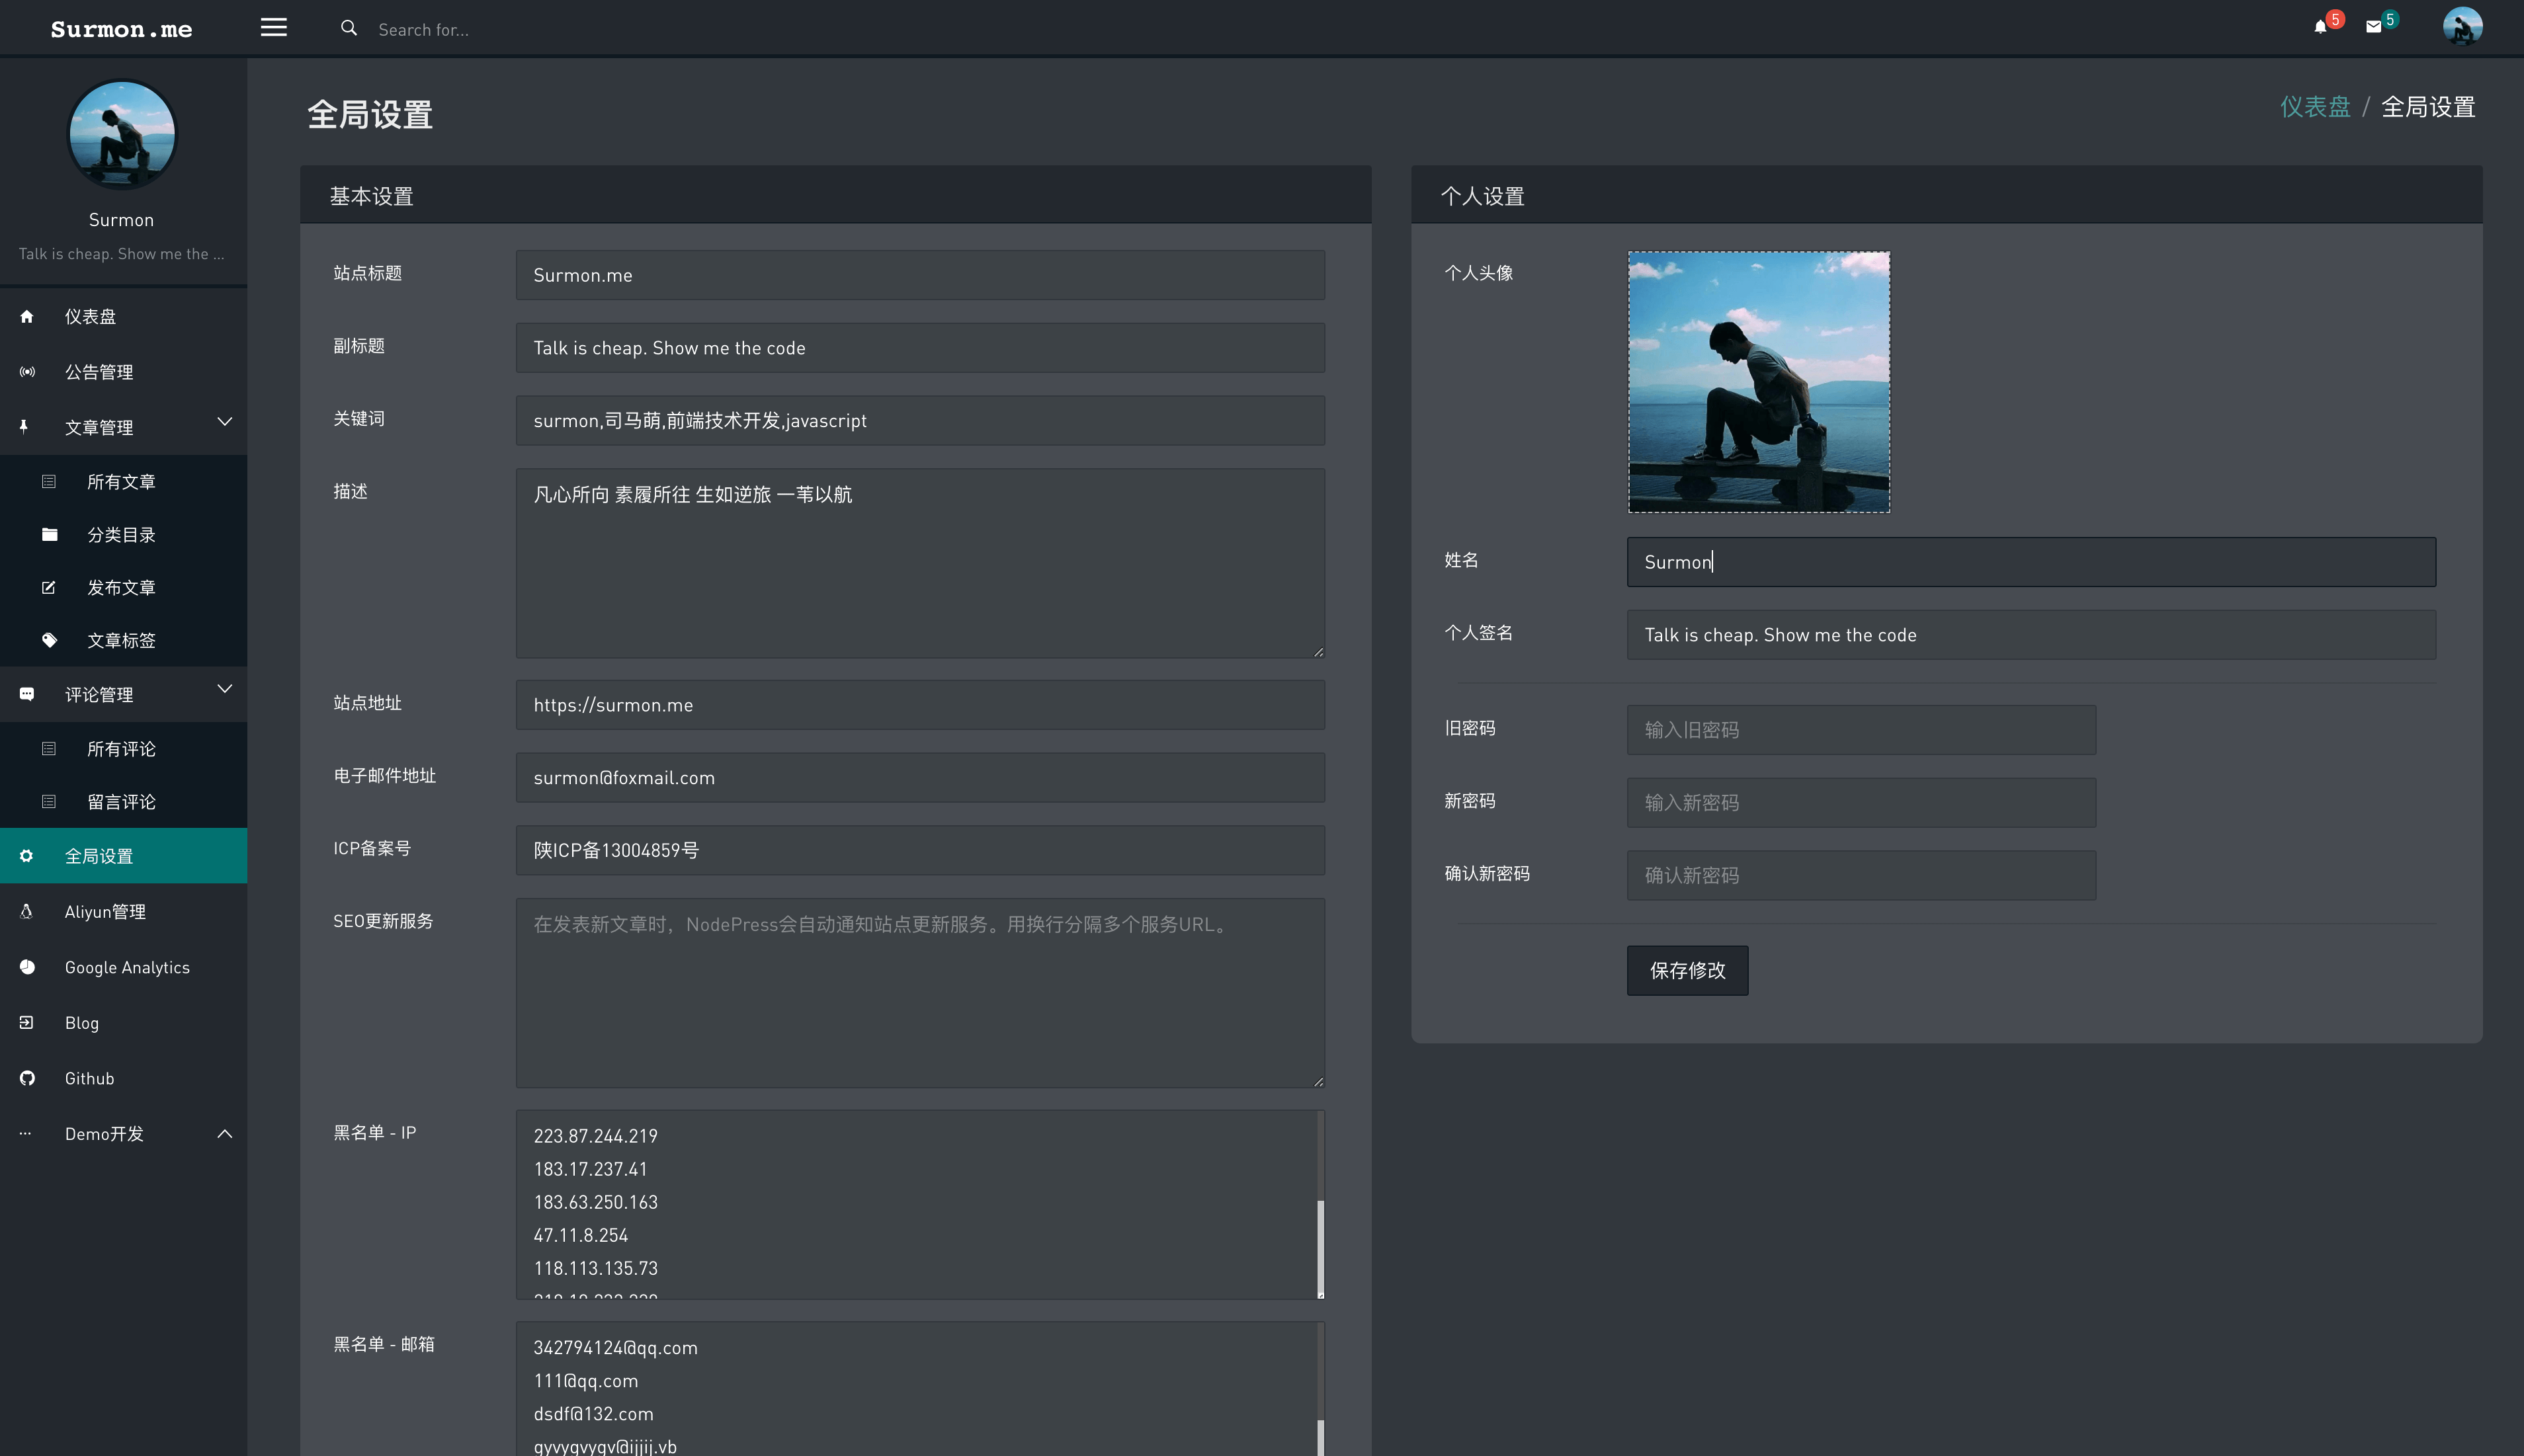 Surmon.me
Search for...
5
5
Surmon
Talk is cheap. Show me the ...
仪表盘
公告管理
文章管理
所有文章
分类目录
发布文章
文章标签
评论管理
所有评论
留言评论
全局设置
Aliyun管理
Google Analytics
Blog
Github
Demo开发
全局设置
仪表盘 / 全局设置
基本设置
站点标题
Surmon.me
副标题
Talk is cheap. Show me the code
关键词
surmon,司马萌,前端技术开发,javascript
描述
凡心所向 素履所往 生如逆旅 一苇以航
站点地址
https://surmon.me
电子邮件地址
surmon@foxmail.com
ICP备案号
陕ICP备13004859号
SEO更新服务
在发表新文章时，NodePress会自动通知站点更新服务。用换行分隔多个服务URL。
黑名单 - IP
223.87.244.219
183.17.237.41
183.63.250.163
47.11.8.254
118.113.135.73
黑名单 - 邮箱
342794124@qq.com
111@qq.com
dsdf@132.com
gyvygvygv@ijjij.vb
个人设置
个人头像
姓名
Surmon
个人签名
Talk is cheap. Show me the code
旧密码
输入旧密码
新密码
输入新密码
确认新密码
确认新密码
保存修改